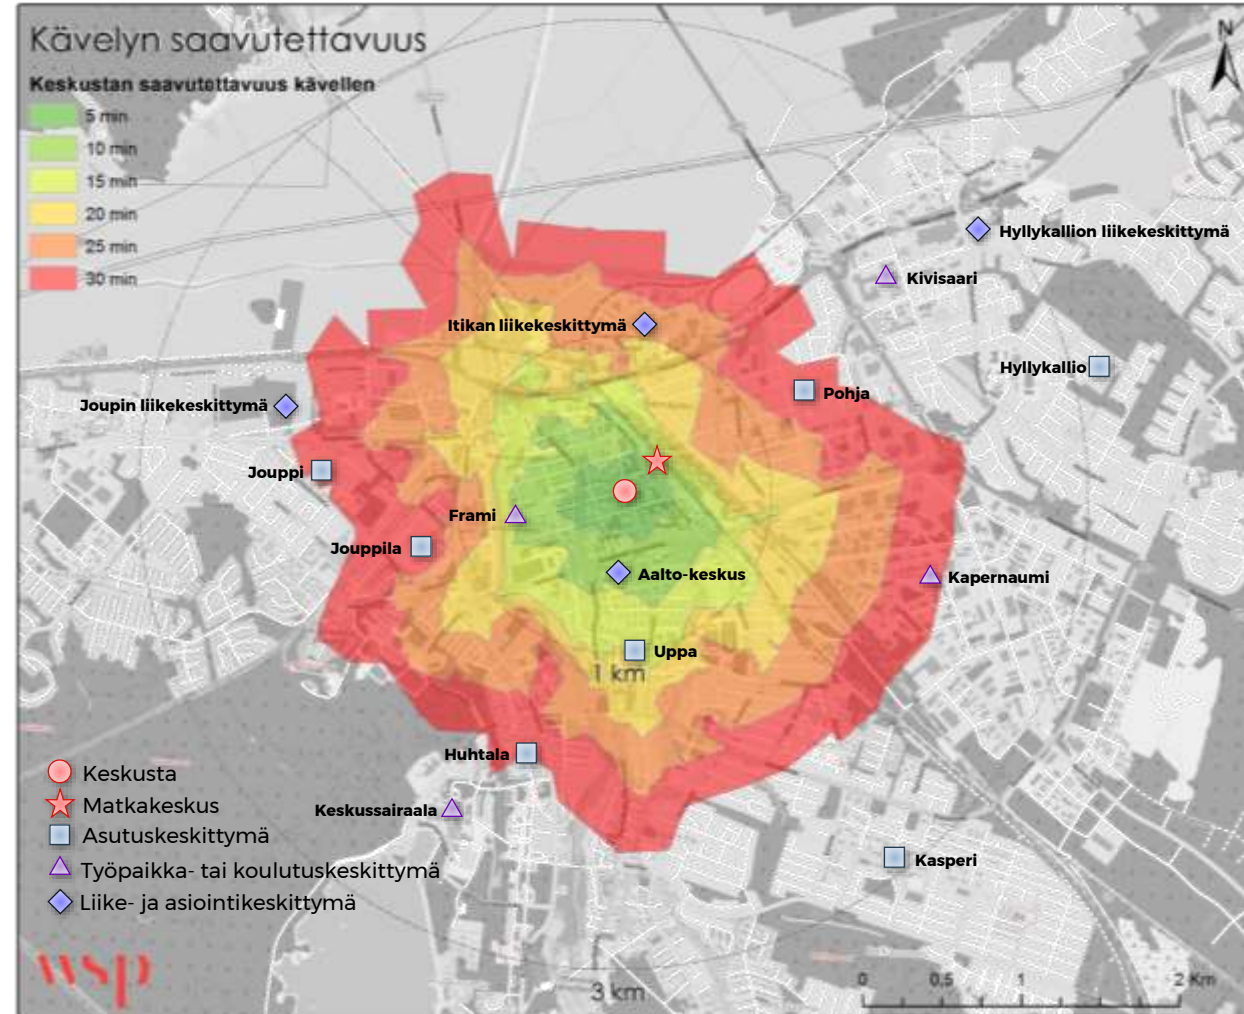 Kävelyn saavutettavuus
Keskustan saavutettavuus kävellen
5 min
10 min
15 min
20 min
25 min
30 min
N
Hyllykallion liikekeskittymä
Kivisaari
Itikan liikekeskittymä
Hyllykallio
Pohja
Joupin liikekeskittymä
Jouppi
Frami
Jouppila
Aalto-keskus
Kapernaumi
Uppa
1 km
Huhtala
Keskussairaala
Kasperi
Keskusta
Matkakeskus
Asutuskeskittymä
Työpaikka- tai koulutuskeskittymä
Liike- ja asiointikeskittymä
wsp
3 km
0 0,5 1 2 Km